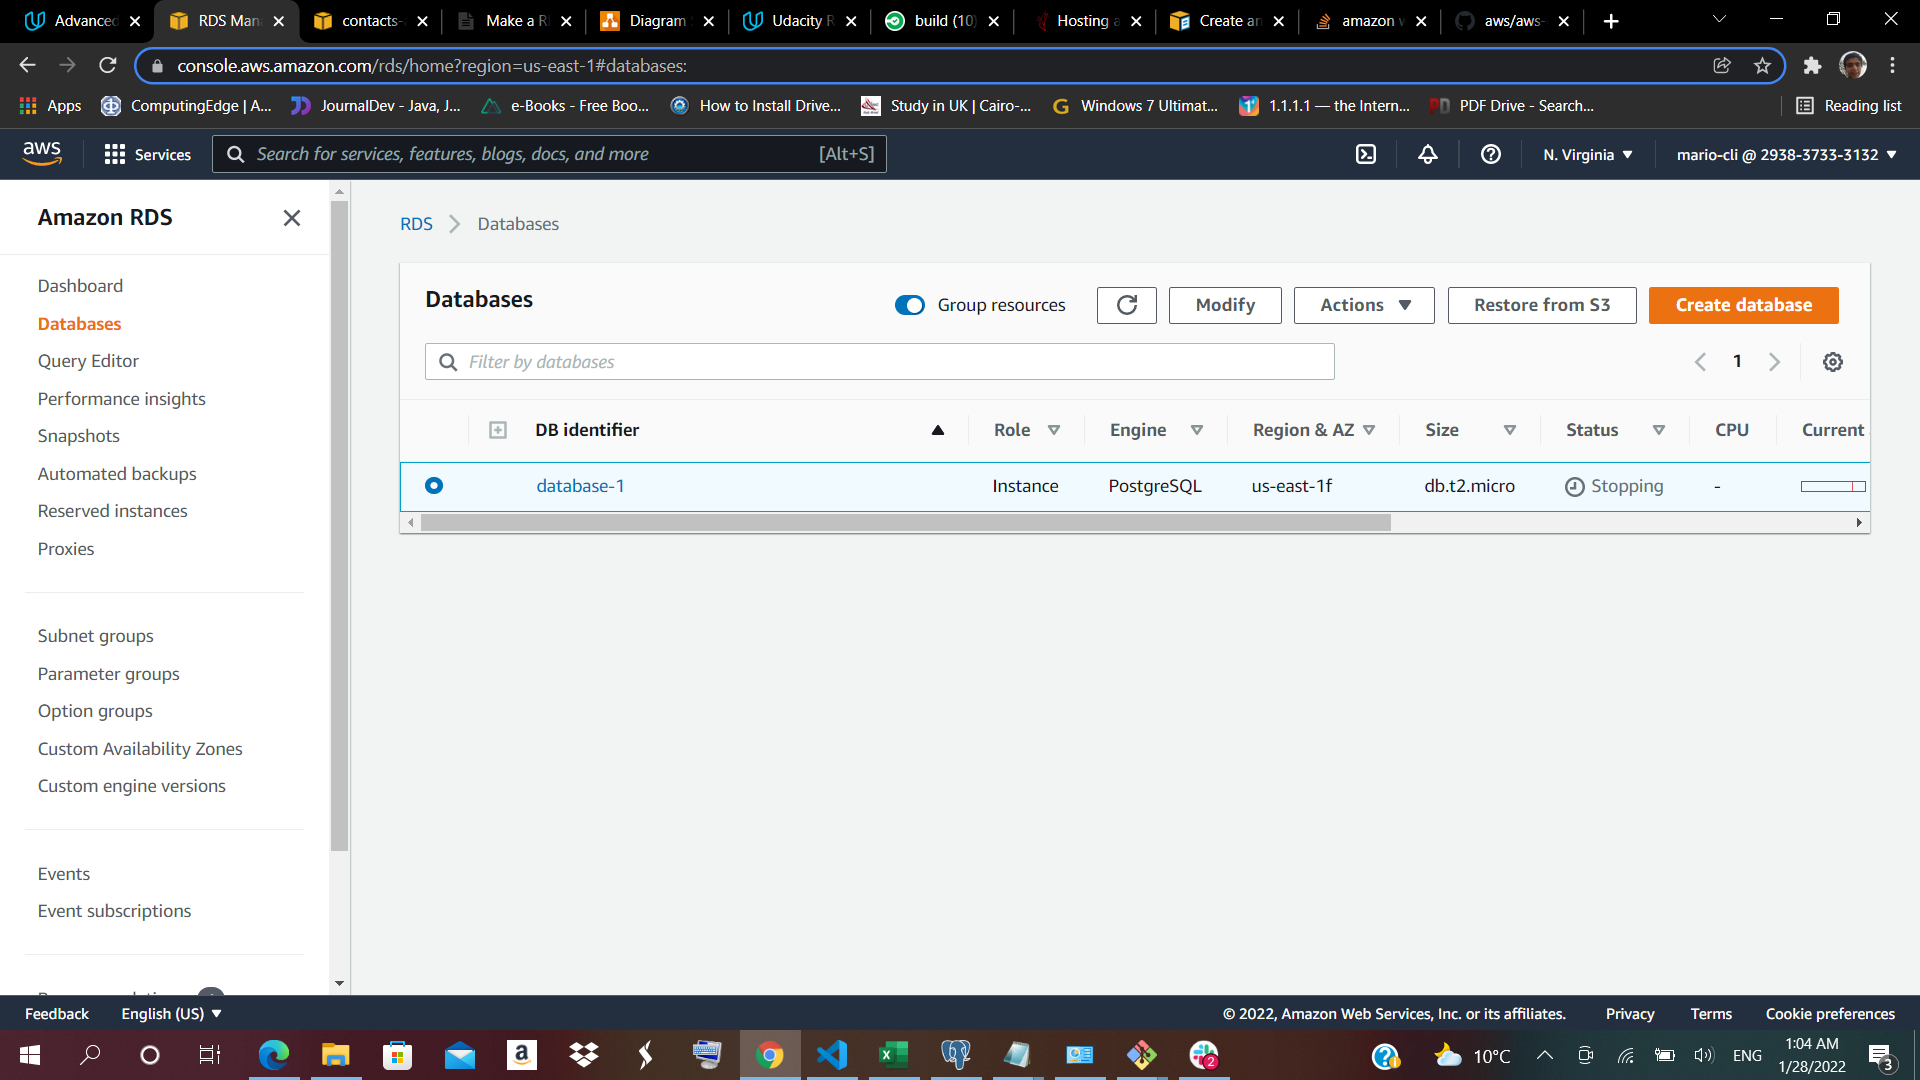 Advanced
RDS Man
contacts-
Make a R
Diagram
Udacity R
build (10)
Hosting a
Create an
amazon w
aws/aws-
console.aws.amazon.com/rds/home?region=us-east-1#databases:
Apps
ComputingEdge | A...
JournalDev - Java, J...
e-Books - Free Boo...
How to Install Drive...
Study in UK | Cairo-...
Windows 7 Ultimat...
1.1.1.1 — the Intern...
PDF Drive - Search...
Reading list
aws
Services
Search for services, features, blogs, docs, and more
[Alt+S]
N. Virginia
mario-cli @ 2938-3733-3132
Amazon RDS
Dashboard
Databases
Query Editor
Performance insights
Snapshots
Automated backups
Reserved instances
Proxies
Subnet groups
Parameter groups
Option groups
Custom Availability Zones
Custom engine versions
Events
Event subscriptions
RDS
Databases
Databases
Group resources
Modify
Actions
Restore from S3
Create database
Filter by databases
1
DB identifier
Role
Engine
Region & AZ
Size
Status
CPU
Current
database-1
Instance
PostgreSQL
us-east-1f
db.t2.micro
Stopping
-
Feedback
English (US)
© 2022, Amazon Web Services, Inc. or its affiliates.
Privacy
Terms
Cookie preferences
2
10°C
ENG
1:04 AM
1/28/2022
3